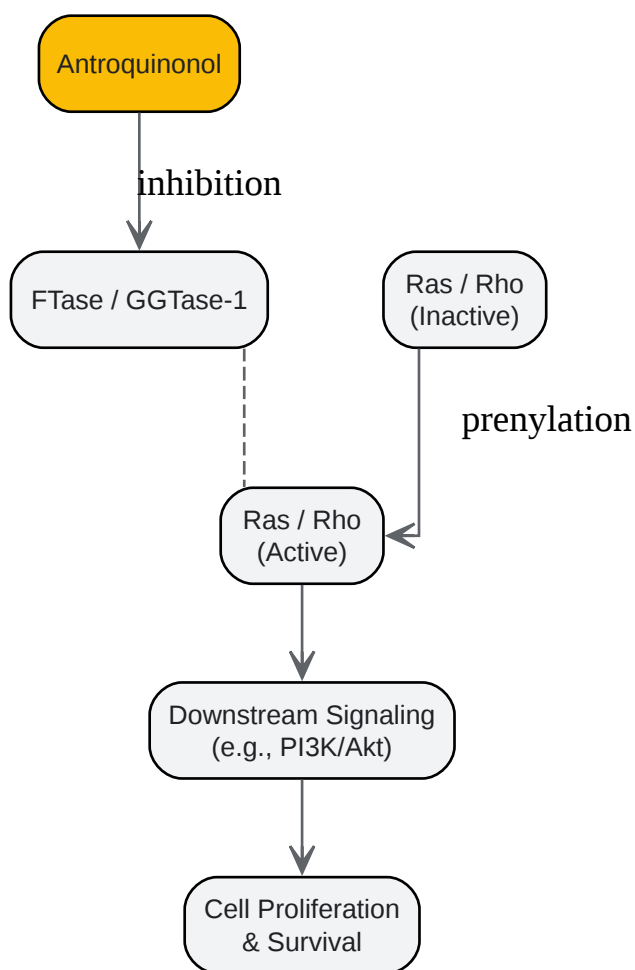 Antroquinonol
inhibition
FTase / GGTase-1
Ras / Rho
(Inactive)
prenylation
Ras / Rho
(Active)
Downstream Signaling
(e.g., PI3K/Akt)
Cell Proliferation
& Survival